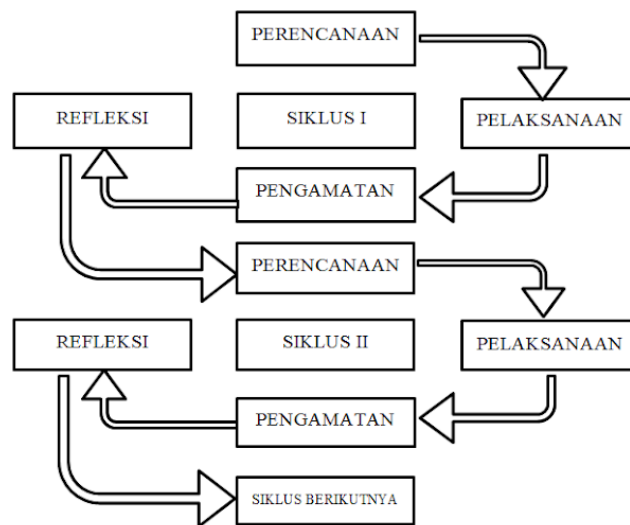 PERENCANAAN
REFLEKSI
SIKLUS I
PELAKSANAAN
PENGAMATAN
PERENCANAAN
REFLEKSI
SIKLUS II
PELAKSANAAN
PENGAMATAN
SIKLUS BERIKUTNYA